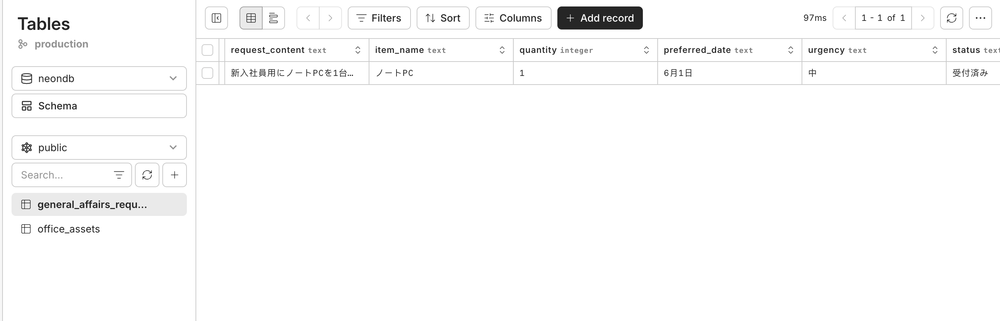 Tables
production
neondb
Schema
public
Search...
general_affairs_requ...
office_assets
Filters
Sort
Columns
Add record
97ms
1 - 1 of 1
request_content text
item_name text
quantity integer
preferred_date text
urgency text
status text
新入社員用にノートPCを1台…
ノートPC
1
6月1日
中
受付済み